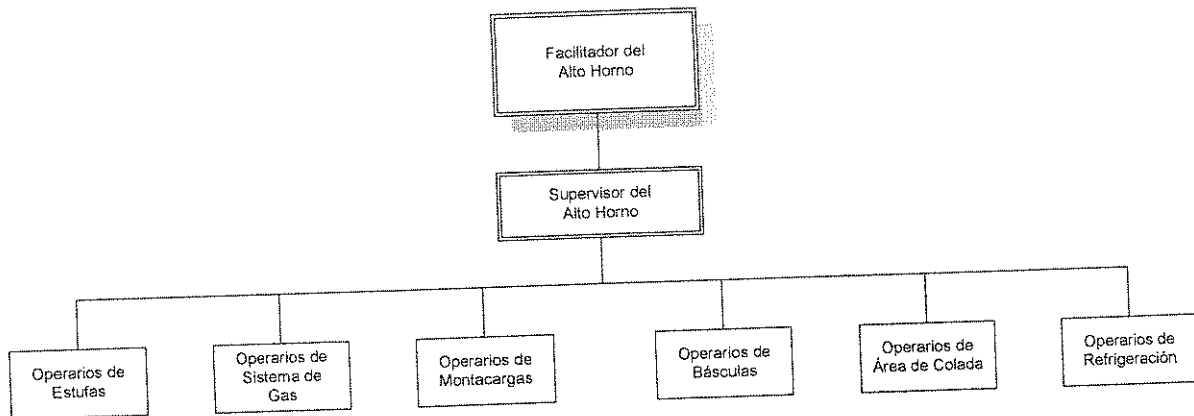 Facilitador del
Alto Horno
Supervisor del
Alto Horno
Operarios de
Estufas
Operarios de
Sistema de
Gas
Operarios de
Montacargas
Operarios de
Básculas
Operarios de
Área de Colada
Operarios de
Refrigeración